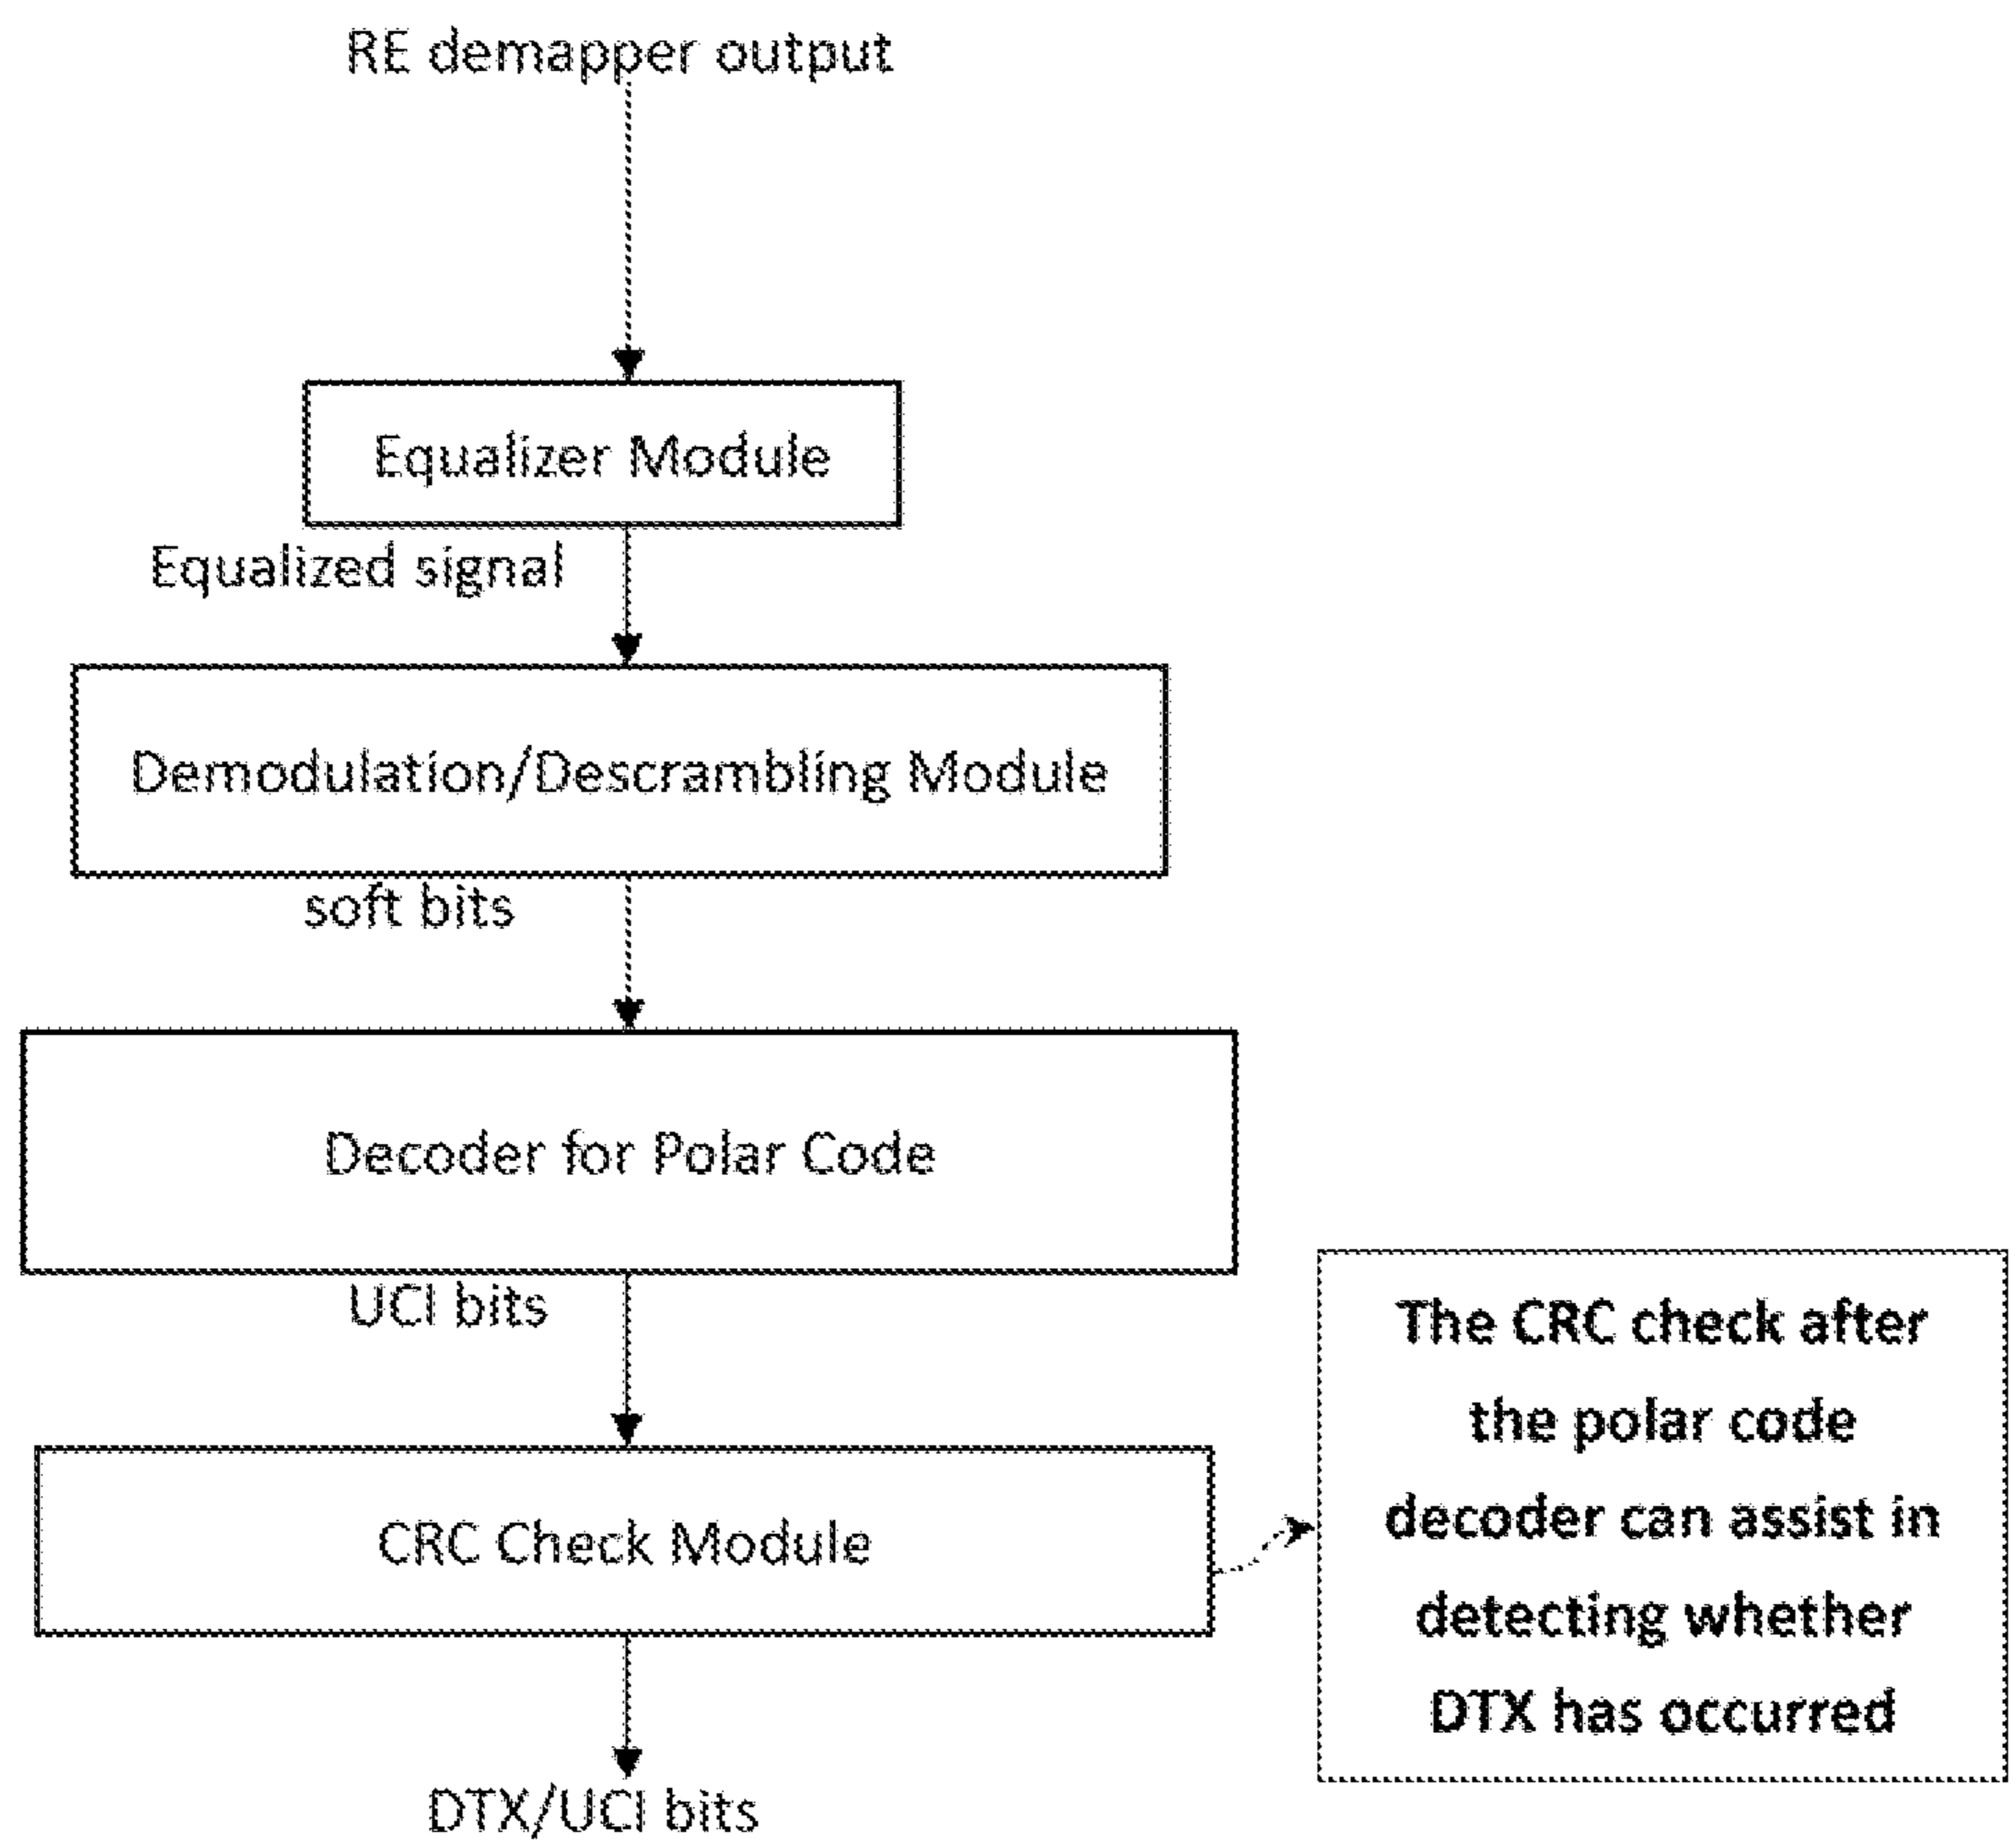 RE demapper output
Equalizer Module
Equalized signal
Demodulation/Descrambling Module
soft bits
Decoder for Polar Code
UCI bits
CRC Check Module
The CRC check after
the polar code
decoder can assist in
detecting whether
DTX has occurred
DTX/UCI bits